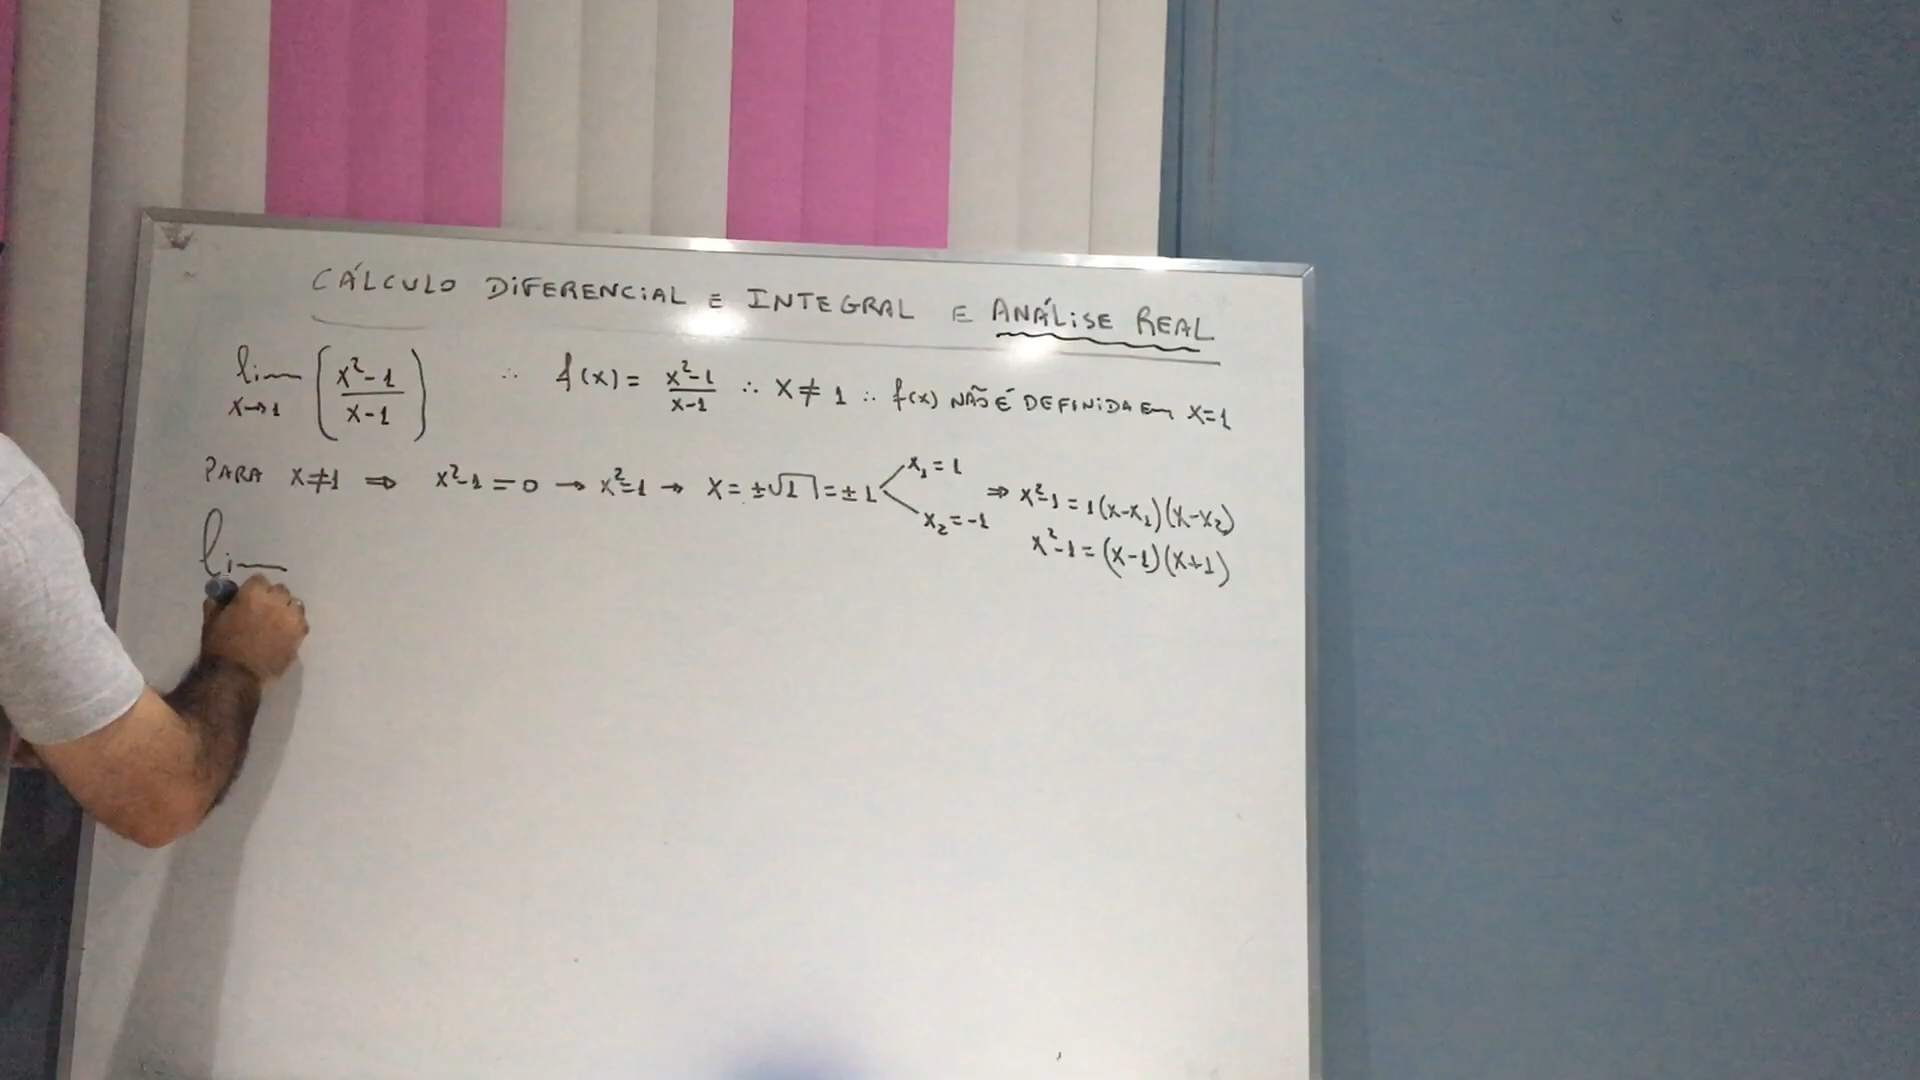 CÁLCULO DIFERENCIAL E INTEGRAL E ANÁLISE REAL
lim x→1 (x²-1 / x-1) ∴ f(x) = x²-1 / x-1 ∴ x ≠ 1 ∴ f(x) NÃO É DEFINIDA Em x=1
PARA x≠1 ⇒ x²-1 = 0 → x²=1 → x = ±√1 = ±1 x₁ = 1 x₂ = -1 ⇒ x²-1 = 1(x-x₁)(x-x₂)
x²-1 = (x-1)(x+1)
lim